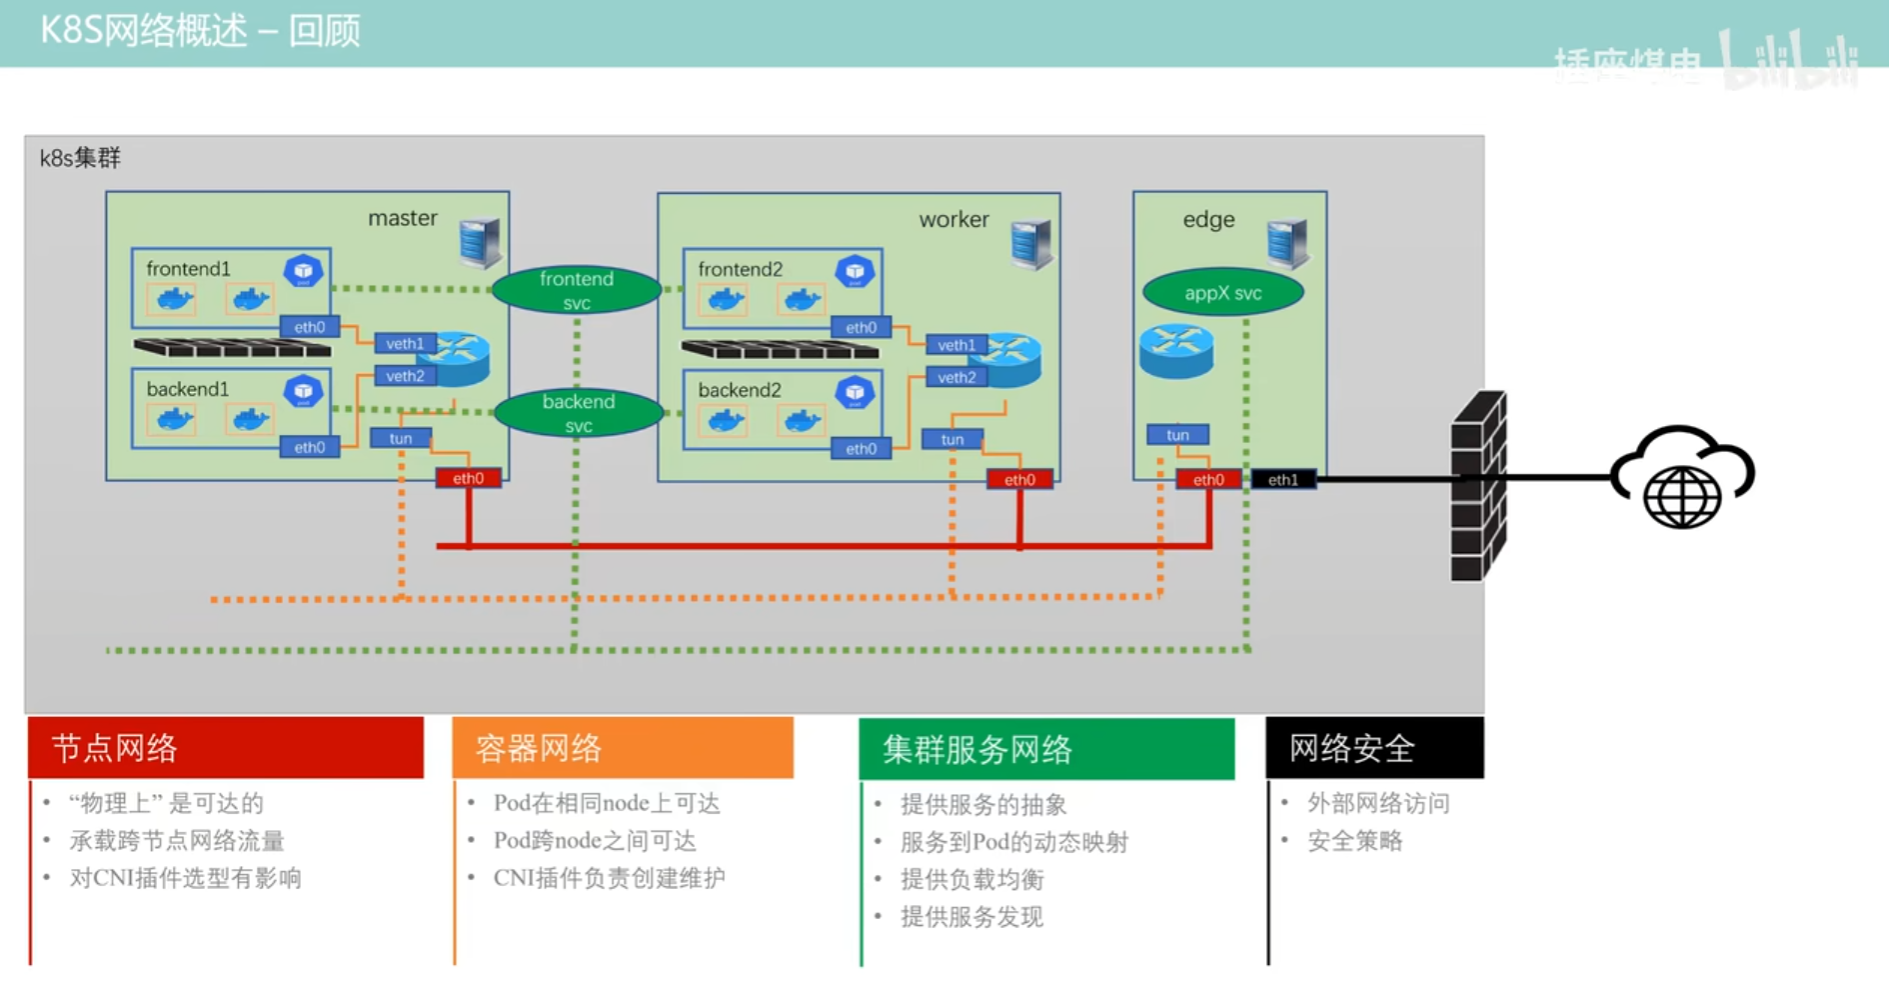 K8S网络概述 – 回顾
插座煤电 bilibili
k8s集群
master
worker
edge
frontend1
pod
eth0
veth1
veth2
backend1
pod
eth0
tun
eth0
frontend
svc
backend
svc
frontend2
pod
eth0
veth1
veth2
backend2
pod
eth0
tun
eth0
appX svc
tun
eth0
eth1
节点网络
• “物理上” 是可达的
• 承载跨节点网络流量
• 对CNI插件选型有影响
容器网络
• Pod在相同node上可达
• Pod跨node之间可达
• CNI插件负责创建维护
集群服务网络
• 提供服务的抽象
• 服务到Pod的动态映射
• 提供负载均衡
• 提供服务发现
网络安全
• 外部网络访问
• 安全策略